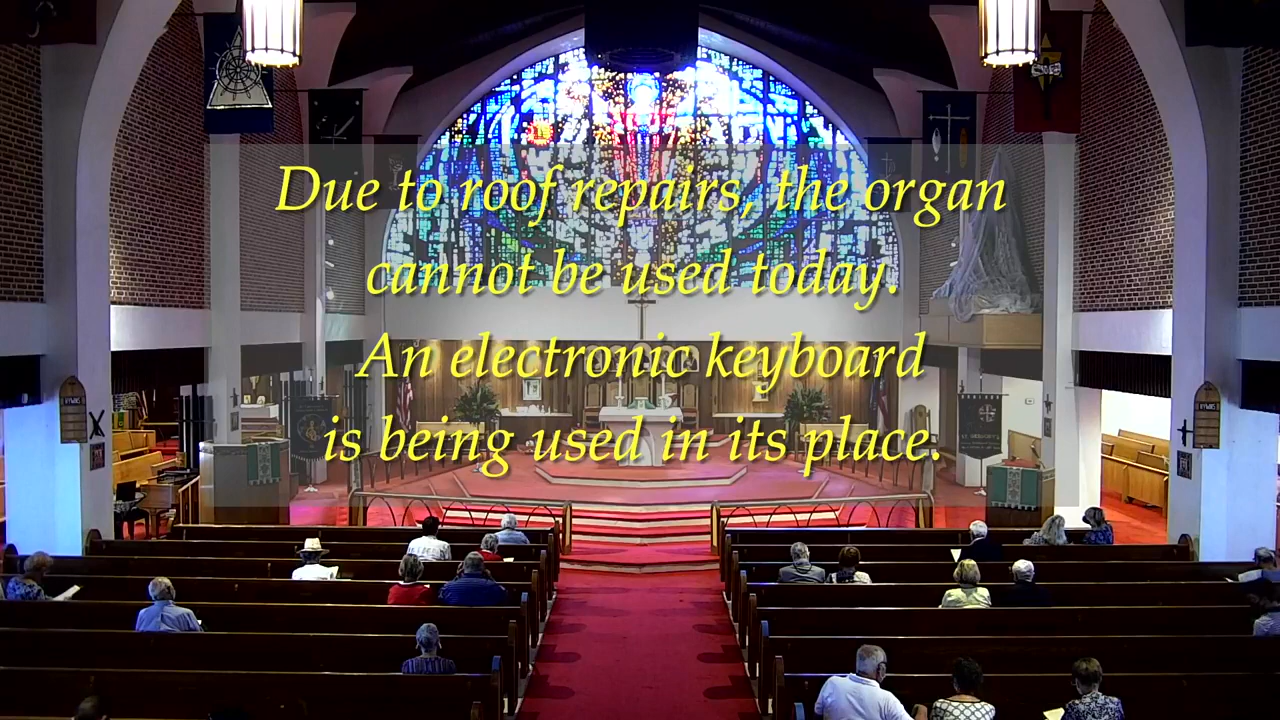 Due to roof repairs, the organ
cannot be used today.
An electronic keyboard
is being used in its place.